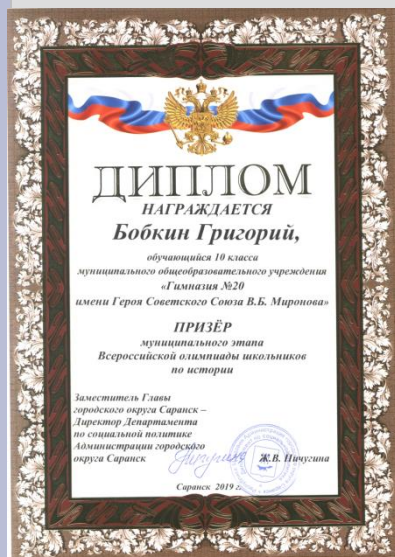 ДИПЛОМ
НАГРАЖДАЕТСЯ
Бобкин Григорий,
обучающийся 10 класса
муниципального общеобразовательного учреждения
«Гимназия №20
имени Героя Советского Союза В.Б. Миронова»
ПРИЗЁР
муниципального этапа
Всероссийской олимпиады школьников
по истории
Заместитель Главы
городского округа Саранск –
Директор Департамента
по социальной политике
Администрации городского
округа Саранск Ж.В. Пичугина
Саранск 2019 г.